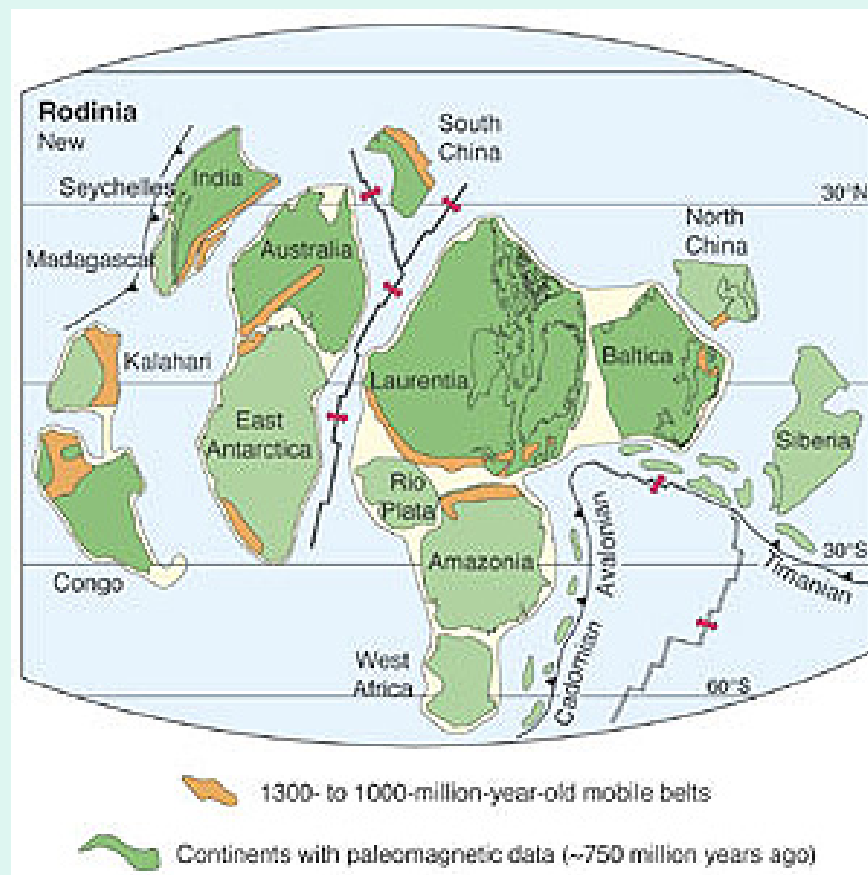 Rodinia
New
South
China
Seychelles
India
30°N
North
China
Australia
Madagascar
Kalahari
Laurentia
Baltica
East
Antarctica
Siberia
Rio
Plata
Avalonian
30°S
Amazonia
Timanian
Congo
West
Africa
Cadomian
60°S
1300- to 1000-million-year-old mobile belts
Continents with paleomagnetic data (~750 million years ago)